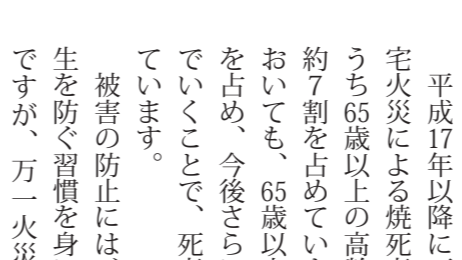 平成17年以降に
宅火災による焼死
うち65歳以上の高
約7割を占めてい
おいても、65歳以
を占め、今後さら
でいくことで、死
ています。
被害の防止には、
生を防ぐ習慣を身
ですが、万一火災